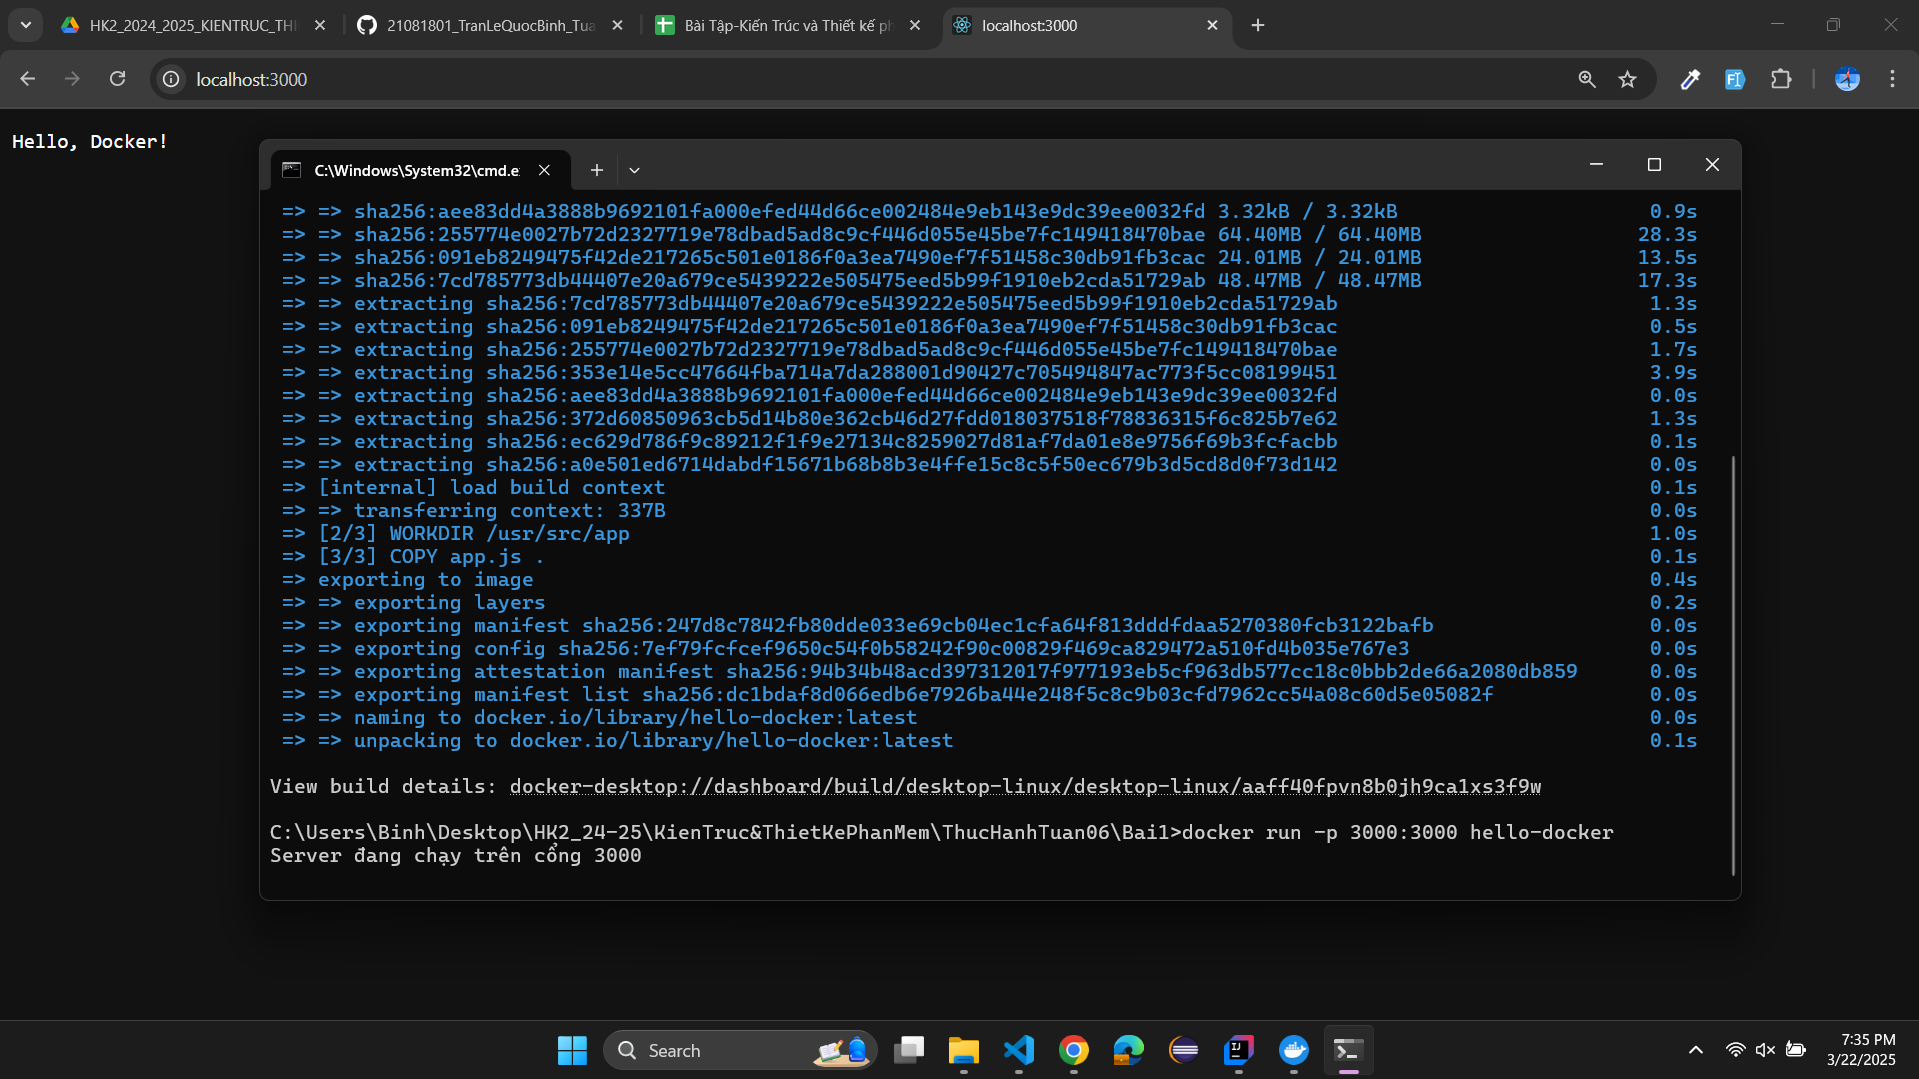 HK2_2024_2025_KIENTRUC_THI
21081801_TranLeQuocBinh_Tua
Bài Tập-Kiến Trúc và Thiết kế ph
localhost:3000
localhost:3000
Hello, Docker!
C:\Windows\System32\cmd.e
=> => sha256:aee83dd4a3888b9692101fa000efed44d66ce002484e9eb143e9dc39ee0032fd 3.32kB / 3.32kB 0.9s
=> => sha256:255774e0027b72d2327719e78dbad5ad8c9cf446d055e45be7fc149418470bae 64.40MB / 64.40MB 28.3s
=> => sha256:091eb8249475f42de217265c501e0186f0a3ea7490ef7f51458c30db91fb3cac 24.01MB / 24.01MB 13.5s
=> => sha256:7cd785773db44407e20a679ce5439222e505475eed5b99f1910eb2cda51729ab 48.47MB / 48.47MB 17.3s
=> => extracting sha256:7cd785773db44407e20a679ce5439222e505475eed5b99f1910eb2cda51729ab 1.3s
=> => extracting sha256:091eb8249475f42de217265c501e0186f0a3ea7490ef7f51458c30db91fb3cac 0.5s
=> => extracting sha256:255774e0027b72d2327719e78dbad5ad8c9cf446d055e45be7fc149418470bae 1.7s
=> => extracting sha256:353e14e5cc47664fba714a7da288001d90427c705494847ac773f5cc08199451 3.9s
=> => extracting sha256:aee83dd4a3888b9692101fa000efed44d66ce002484e9eb143e9dc39ee0032fd 0.0s
=> => extracting sha256:372d60850963cb5d14b80e362cb46d27fdd018037518f78836315f6c825b7e62 1.3s
=> => extracting sha256:ec629d786f9c89212f1f9e27134c8259027d81af7da01e8e9756f69b3fcfacbb 0.1s
=> => extracting sha256:a0e501ed6714dabdf15671b68b8b3e4ffe15c8c5f50ec679b3d5cd8d0f73d142 0.0s
=> [internal] load build context 0.1s
=> => transferring context: 337B 0.0s
=> [2/3] WORKDIR /usr/src/app 1.0s
=> [3/3] COPY app.js . 0.1s
=> exporting to image 0.4s
=> => exporting layers 0.2s
=> => exporting manifest sha256:247d8c7842fb80dde033e69cb04ec1cfa64f813dddfdaa5270380fcb3122bafb 0.0s
=> => exporting config sha256:7ef79fcfcef9650c54f0b58242f90c00829f469ca829472a510fd4b035e767e3 0.0s
=> => exporting attestation manifest sha256:94b34b48acd397312017f977193eb5cf963db577cc18c0bbb2de66a2080db859 0.0s
=> => exporting manifest list sha256:dc1bdaf8d066edb6e7926ba44e248f5c8c9b03cfd7962cc54a08c60d5e05082f 0.0s
=> => naming to docker.io/library/hello-docker:latest 0.0s
=> => unpacking to docker.io/library/hello-docker:latest 0.1s
View build details: docker-desktop://dashboard/build/desktop-linux/desktop-linux/aaff40fpvn8b0jh9ca1xs3f9w
C:\Users\Binh\Desktop\HK2_24-25\KienTruc&ThietKePhanMem\ThucHanhTuan06\Bai1>docker run -p 3000:3000 hello-docker
Server đang chạy trên cổng 3000
Search
7:35 PM
3/22/2025